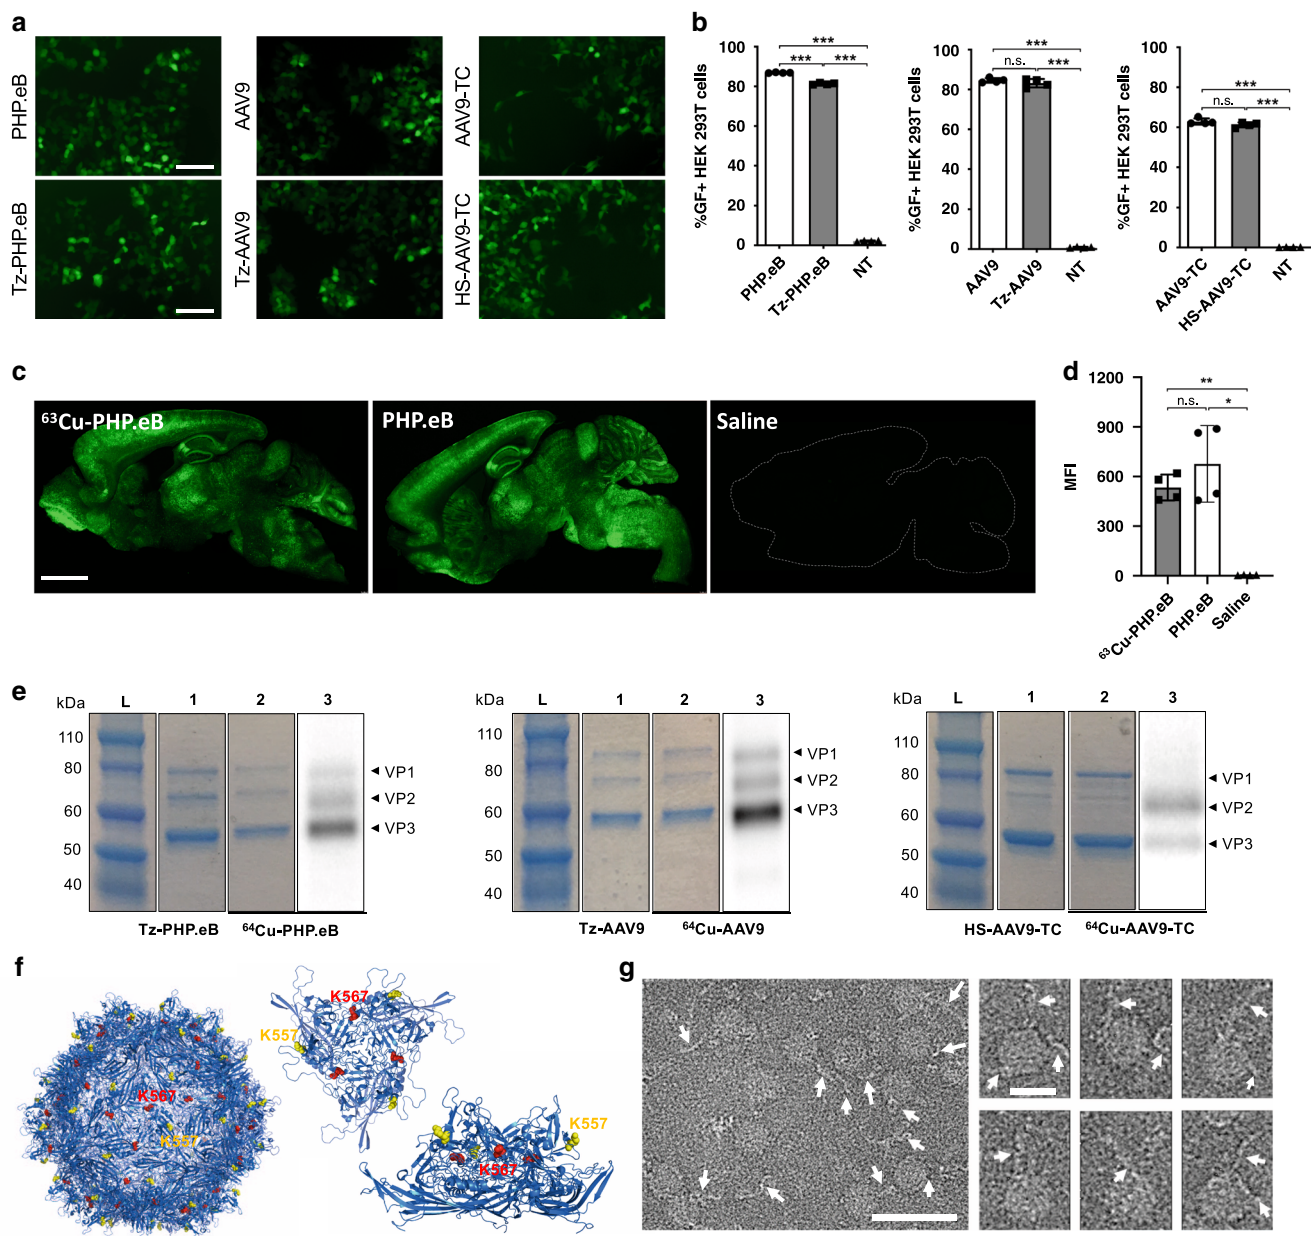 a
PHP.eB
AAV9
AAV9-TC
Tz-PHP.eB
Tz-AAV9
HS-AAV9-TC
b
%GF+ HEK 293T cells
100
80
60
40
20
0
***
*** ***
PHP.eB
Tz-PHP.eB
NT
%GF+ HEK 293T cells
100
80
60
40
20
0
***
n.s. ***
AAV9
Tz-AAV9
NT
%GF+ HEK 293T cells
100
80
60
40
20
0
***
n.s. ***
AAV9-TC
HS-AAV9-TC
NT
c
⁶³Cu-PHP.eB
PHP.eB
Saline
d
MFI
1200
900
600
300
0
**
n.s. *
⁶³Cu-PHP.eB
PHP.eB
Saline
e
kDa L 1 2 3
110
80
60
50
40
VP1
VP2
VP3
Tz-PHP.eB ⁶⁴Cu-PHP.eB
kDa L 1 2 3
110
80
60
50
40
VP1
VP2
VP3
Tz-AAV9 ⁶⁴Cu-AAV9
kDa L 1 2 3
110
80
60
50
40
VP1
VP2
VP3
HS-AAV9-TC ⁶⁴Cu-AAV9-TC
f
K567
K557
K567
K557
K557
K567
g